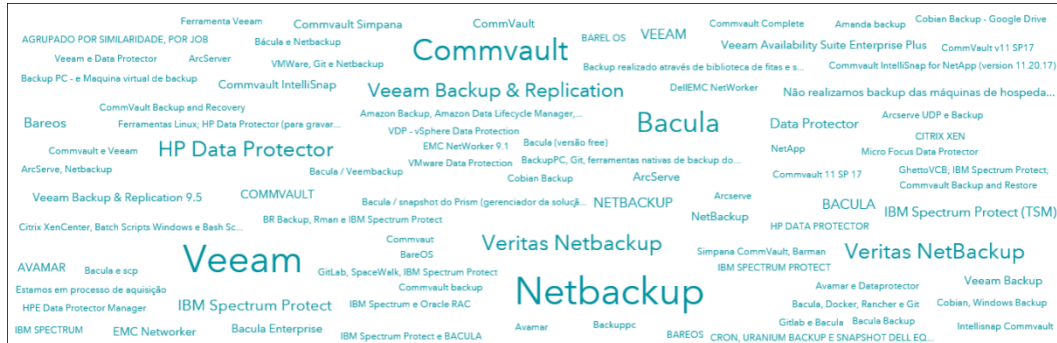 Ferramenta Veeam
Commvault Simpana
CommVault
BAREL OS
VEEAM
Commvault Complete
Amanda backup
Cobian Backup - Google Drive
AGRUPADO POR SIMILARIDADE, POR JOB
Bácula e Netbackup
Commvault
Veeam Availability Suite Enterprise Plus
CommVault v11 SP17
Veeam e Data Protector
ArcServer
VMWare, Git e Netbackup
Backup realizado através de biblioteca de fitas e s...
Commvault IntelliSnap for NetApp (version 11.20.17)
Backup PC - e Maquina virtual de backup
Commvault IntelliSnap
Veeam Backup & Replication
DellEMC NetWorker
Não realizamos backup das máquinas de hospeda...
CommVault Backup and Recovery
Amazon Backup, Amazon Data Lifecycle Manager,...
Arcserve UDP e Backup
Bareos
Ferramentas Linux; HP Data Protector (para gravar...
VDP - vSphere Data Protection
Bacula
Data Protector
CITRIX XEN
Commvault e Veeam
HP Data Protector
EMC NetWorker 9.1
Bacula (versão free)
NetApp
Micro Focus Data Protector
ArcServe, Netbackup
Bacula / Veembackup
VMware Data Protection
BackupPC, Git, ferramentas nativas de backup do...
Cobian Backup
ArcServe
Commvault 11 SP 17
GhettoVCB; IBM Spectrum Protect;
Commvault Backup and Restore
Veeam Backup & Replication 9.5
COMMVAULT
Bacula / snapshot do Prism (gerenciador da soluçã...
NETBACKUP
Arcserve
BACULA
IBM Spectrum Protect (TSM)
Citrix XenCenter, Batch Scripts Windows e Bash Sc...
BR Backup, Rman e IBM Spectrum Protect
NetBackup
HP DATA PROTECTOR
Commvaut
BareOS
Veeam
Veritas Netbackup
Simpana CommVault, Barman
Veritas NetBackup
AVAMAR
Bacula e scp
GitLab, SpaceWalk, IBM Spectrum Protect
IBM SPECTRUM PROTECT
Estamos em processo de aquisição
Commvault backup
Netbackup
Avamar e Dataprotector
Veeam Backup
HPE Data Protector Manager
IBM Spectrum Protect
IBM Spectrum e Oracle RAC
Bacula, Docker, Rancher e Git
Cobian, Windows Backup
IBM SPECTRUM
EMC Networker
Bacula Enterprise
IBM Spectrum Protect e BACULA
Avamar
Backuppc
BAREOS
Gitlab e Bacula
Bacula Backup
Intellisnap Commvault
CRON, URANIUM BACKUP E SNAPSHOT DELL EQ...